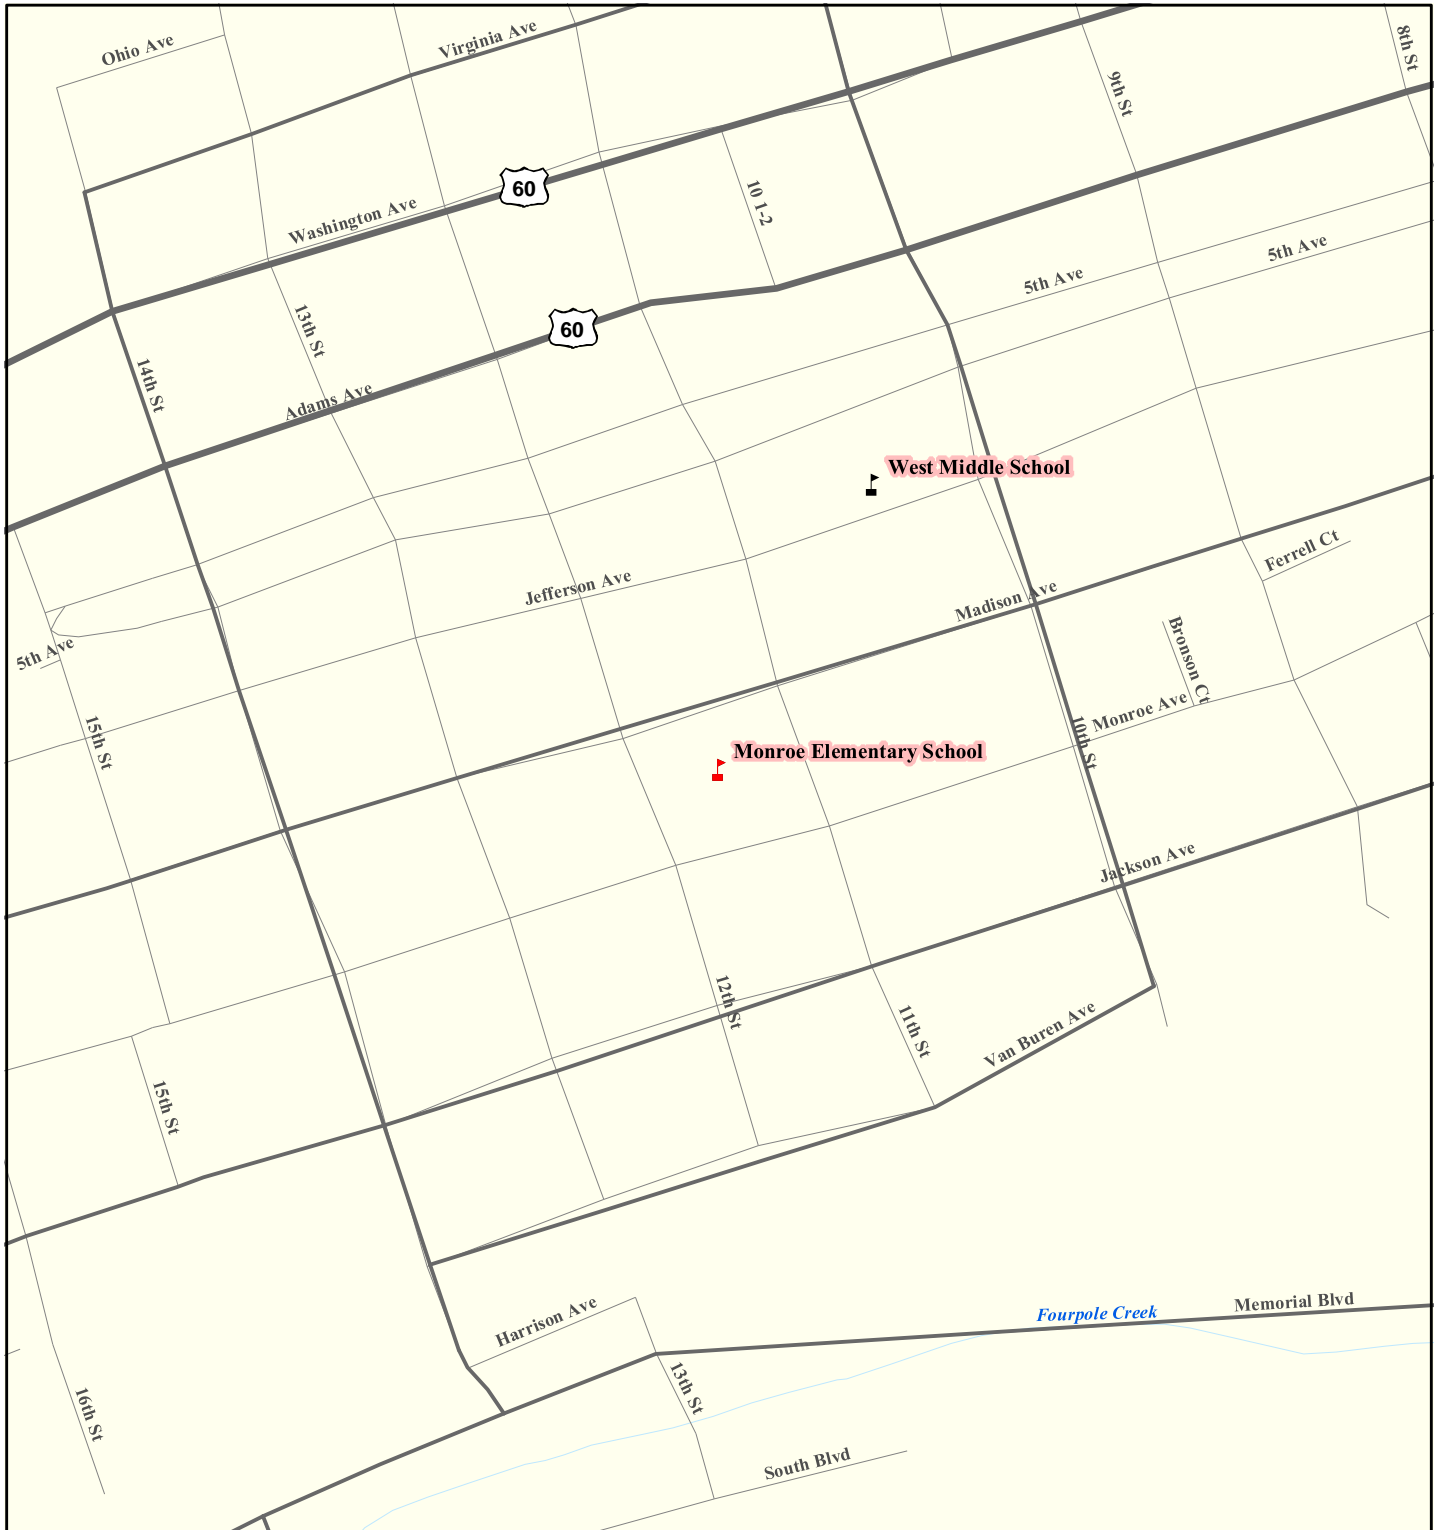 Ohio Ave
Virginia Ave
8th St
9th St
60
10 1-2
Washington Ave
5th Ave
5th Ave
13th St
60
14th St
Adams Ave
West Middle School
Ferrell Ct
Jefferson Ave
Madison Ave
5th Ave
Bronson Ct
15th St
Monroe Ave
10th St
Monroe Elementary School
Jackson Ave
12th St
11th St
Van Buren Ave
15th St
Fourpole Creek
Memorial Blvd
Harrison Ave
13th St
16th St
South Blvd